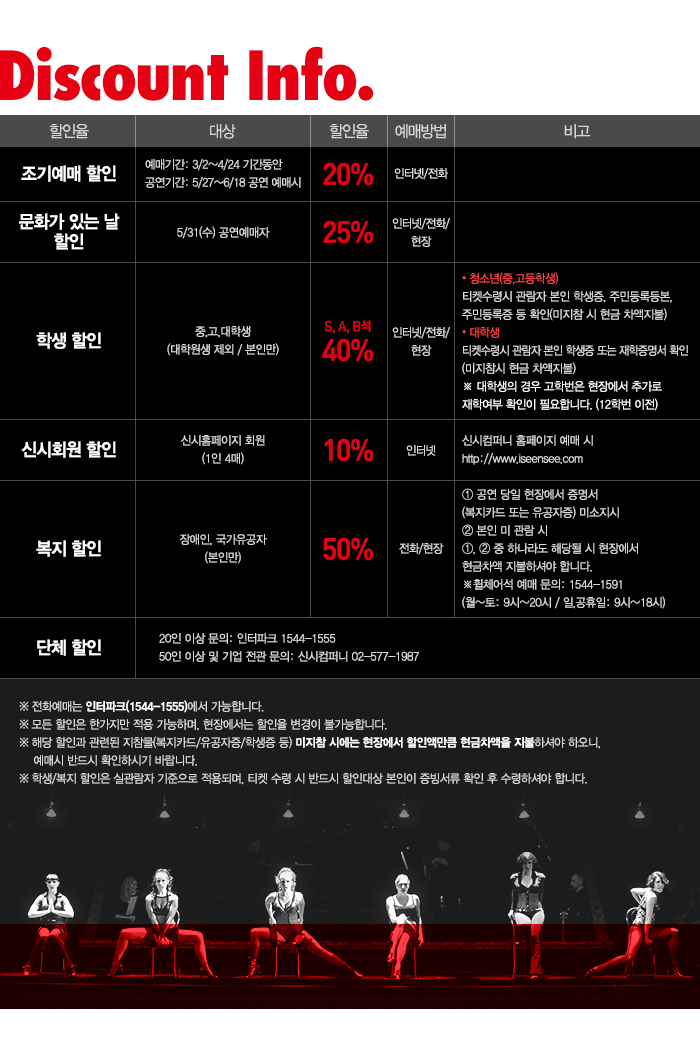 Discount Info.
할인율 대상 할인율 예매방법 비고
조기예매 할인
예매기간: 3/2~4/24 기간동안
공연기간: 5/27~6/18 공연 예매시
20%
인터넷/전화
문화가 있는 날
할인
5/31(수) 공연예매자
25%
인터넷/전화/
현장
학생 할인
중,고,대학생
(대학원생 제외 / 본인만)
S, A, B석
40%
인터넷/전화/
현장
• 청소년(중,고등학생)
티켓수령시 관람자 본인 학생증, 주민등록등본,
주민등록증 등 확인(미지참 시 현금 차액지불)
• 대학생
티켓수령시 관람자 본인 학생증 또는 재학증명서 확인
(미지참시 현금 차액지불)
※ 대학생의 경우 고학번은 현장에서 추가로
재학여부 확인이 필요합니다. (12학번 이전)
신시회원 할인
신시홈페이지 회원
(1인 4매)
10%
인터넷
신시컴퍼니 홈페이지 예매 시
http://www.iseensee.com
복지 할인
장애인, 국가유공자
(본인만)
50%
전화/현장
① 공연 당일 현장에서 증명서
(복지카드 또는 유공자증) 미소지시
② 본인 미 관람 시
①, ② 중 하나라도 해당될 시 현장에서
현금차액 지불하셔야 합니다.
※휠체어석 예매 문의: 1544-1591
(월~토: 9시~20시 / 일,공휴일: 9시~18시)
단체 할인
20인 이상 문의: 인터파크 1544-1555
50인 이상 및 기업 전관 문의: 신시컴퍼니 02-577-1987
※ 전화예매는 인터파크(1544-1555)에서 가능합니다.
※ 모든 할인은 한가지만 적용 가능하며, 현장에서는 할인율 변경이 불가능합니다.
※ 해당 할인과 관련된 지참물(복지카드/유공자증/학생증 등) 미지참 시에는 현장에서 할인액만큼 현금차액을 지불하셔야 하오니,
예매시 반드시 확인하시기 바랍니다.
※ 학생/복지 할인은 실관람자 기준으로 적용되며, 티켓 수령 시 반드시 할인대상 본인이 증빙서류 확인 후 수령하셔야 합니다.